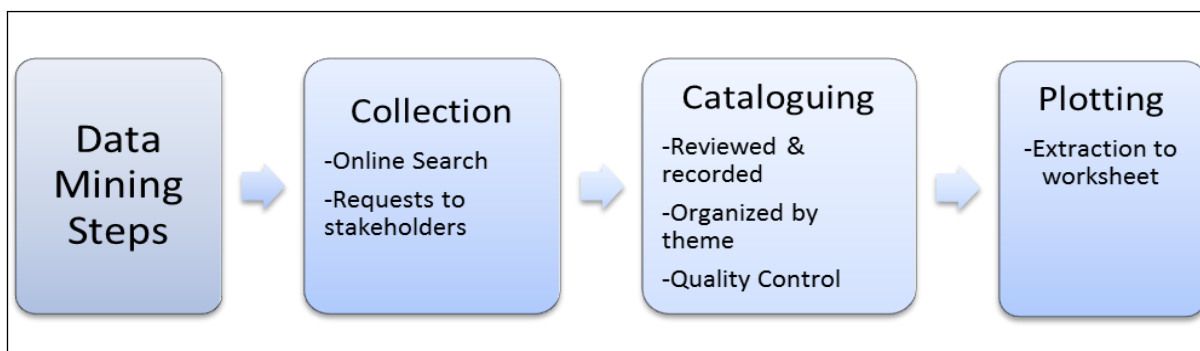 Data
Mining
Steps
Collection
-Online Search
-Requests to
stakeholders
Cataloguing
-Reviewed &
recorded
-Organized by
theme
-Quality Control
Plotting
-Extraction to
worksheet